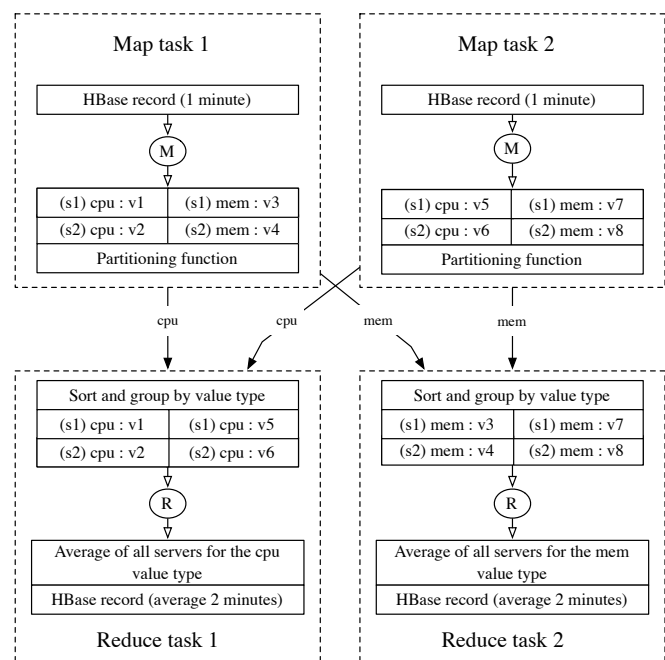 Map task 1
HBase record (1 minute)
M
(s1) cpu : v1
(s1) mem : v3
(s2) cpu : v2
(s2) mem : v4
Partitioning function
Map task 2
HBase record (1 minute)
M
(s1) cpu : v5
(s1) mem : v7
(s2) cpu : v6
(s2) mem : v8
Partitioning function
cpu
cpu
mem
mem
Sort and group by value type
(s1) cpu : v1
(s1) cpu : v5
(s2) cpu : v2
(s2) cpu : v6
R
Average of all servers for the cpu
value type
HBase record (average 2 minutes)
Reduce task 1
Sort and group by value type
(s1) mem : v3
(s1) mem : v7
(s2) mem : v4
(s2) mem : v8
R
Average of all servers for the mem
value type
HBase record (average 2 minutes)
Reduce task 2